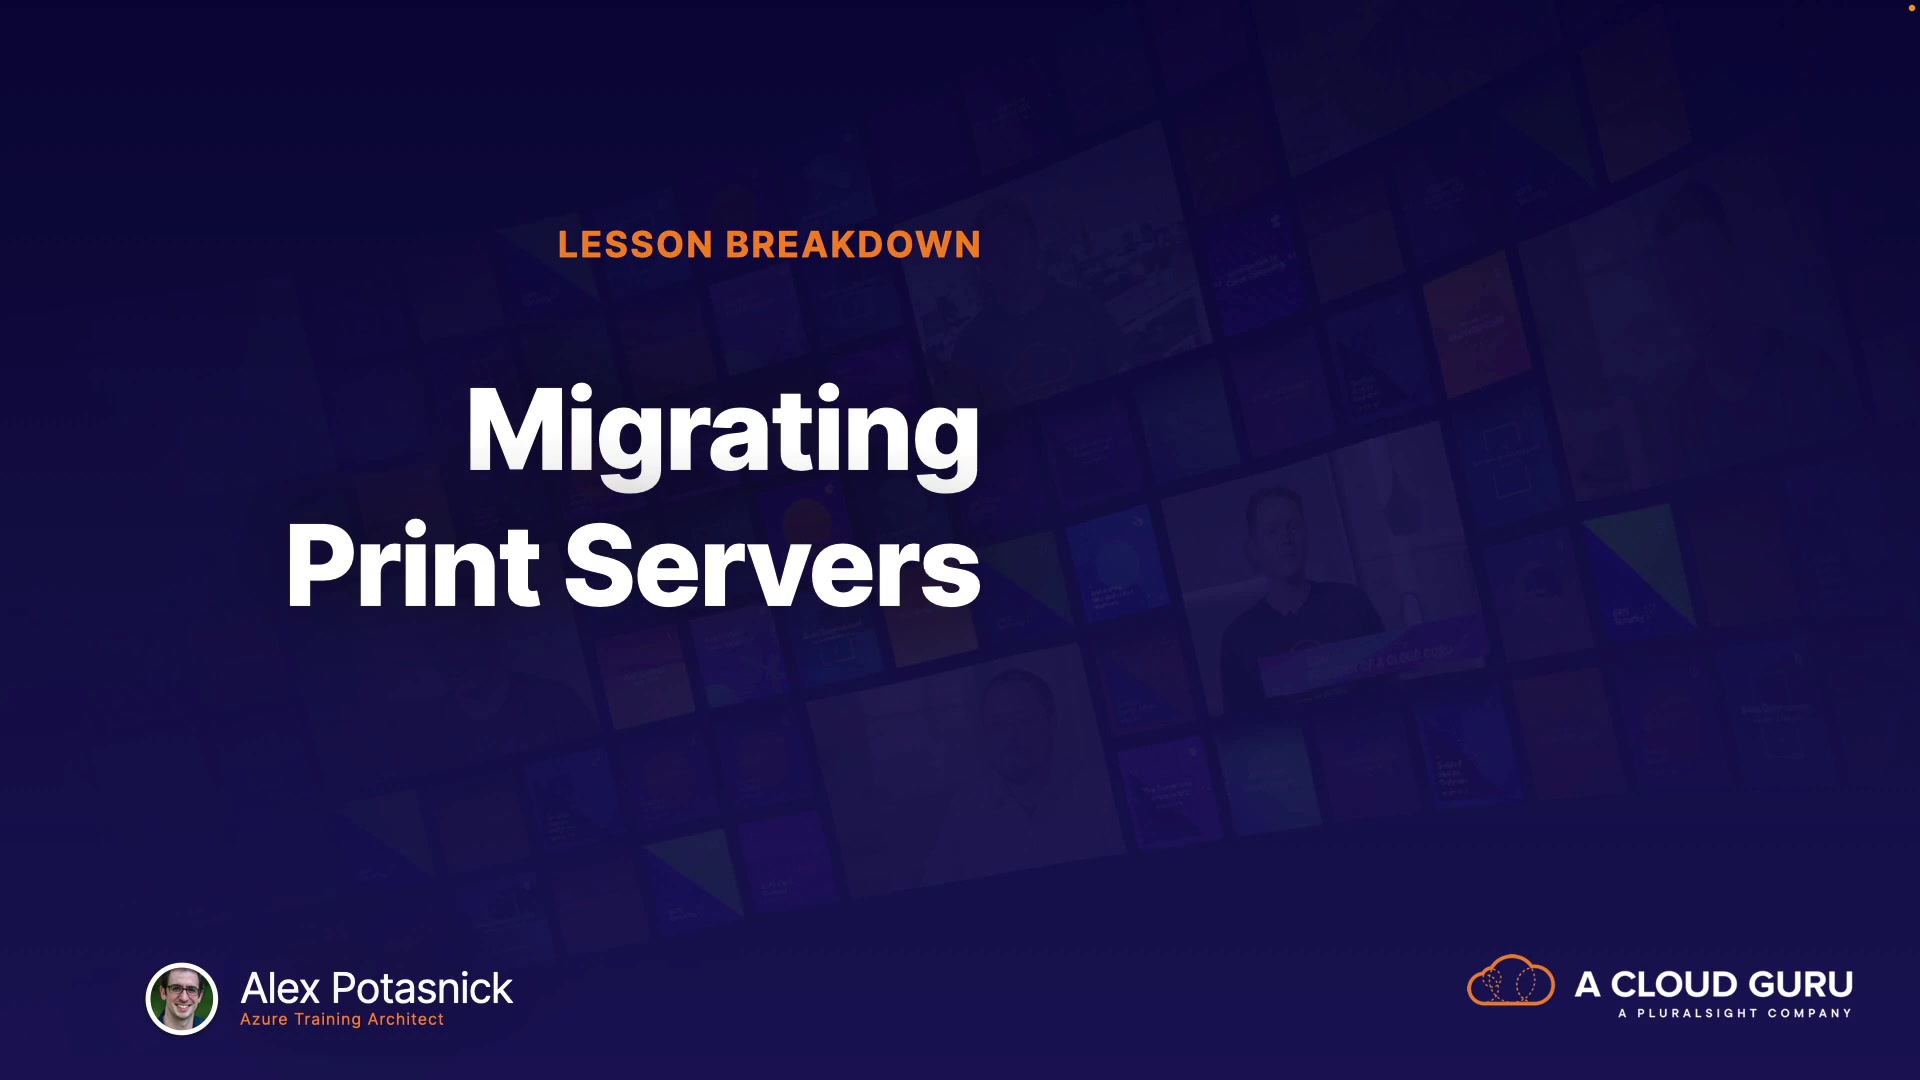 LESSON BREAKDOWN
Migrating
Print Servers
Alex Potasnick
Azure Training Architect
A CLOUD GURU
A PLURALSIGHT COMPANY